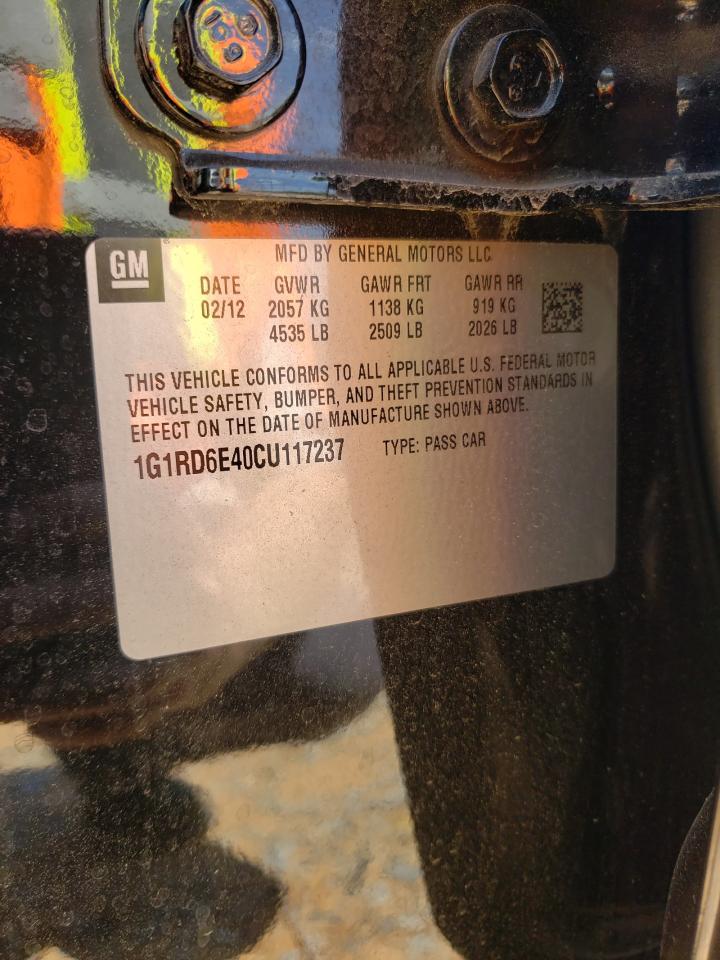 GM
MFD BY GENERAL MOTORS LLC
DATE GVWR GAWR FRT GAWR RR
02/12 2057 KG 1138 KG 919 KG
4535 LB 2509 LB 2026 LB
THIS VEHICLE CONFORMS TO ALL APPLICABLE U.S. FEDERAL MOTOR
VEHICLE SAFETY, BUMPER, AND THEFT PREVENTION STANDARDS IN
EFFECT ON THE DATE OF MANUFACTURE SHOWN ABOVE.
1G1RD6E40CU117237 TYPE: PASS CAR